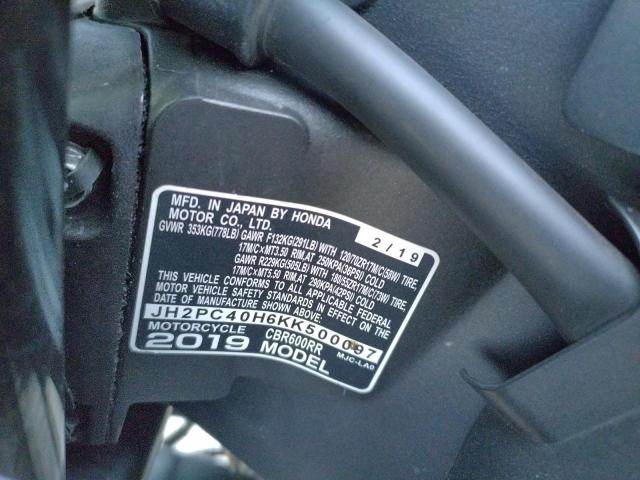 MFD. IN JAPAN BY HONDA
MOTOR CO., LTD. 2/19
GVWR 353KG(778LB) GAWR F132KG(291LB) WITH 120/70ZR17M/C(58W) TIRE,
17M/C×MT3.50 RIM,AT 250KPA(36PSI) COLD
GAWR R229KG(505LB) WITH 180/55ZR17M/C(73W) TIRE,
17M/C×MT5.50 RIM,AT 290KPA(42PSI) COLD
THIS VEHICLE CONFORMS TO ALL APPLICABLE FEDERAL
MOTOR VEHICLE SAFETY STANDARDS IN EFFECT ON THE
DATE OF MANUFACTURE SHOWN ABOVE.
JH2PC40H6KK500097
MOTORCYCLE CBR600RR MJC-LA0
2019 MODEL